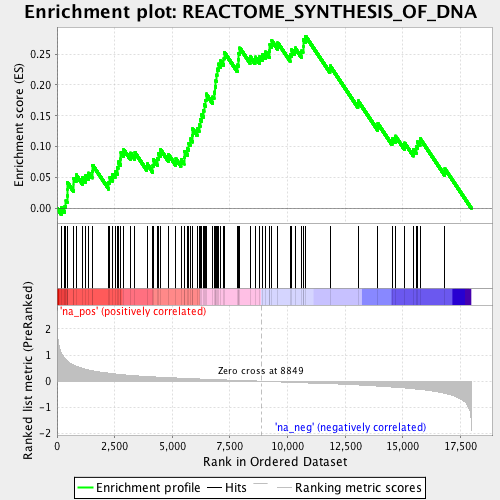 Enrichment plot: REACTOME_SYNTHESIS_OF_DNA
Enrichment score (ES)
0.25
0.20
0.15
0.10
0.05
0.00
'na_pos' (positively correlated)
Ranked list metric (PreRanked)
2
1
0
-1
-2
Zero cross at 8849
'na_neg' (negatively correlated)
0
2,500
5,000
7,500
10,000
12,500
15,000
17,500
Rank in Ordered Dataset
Enrichment profile
Hits
Ranking metric scores